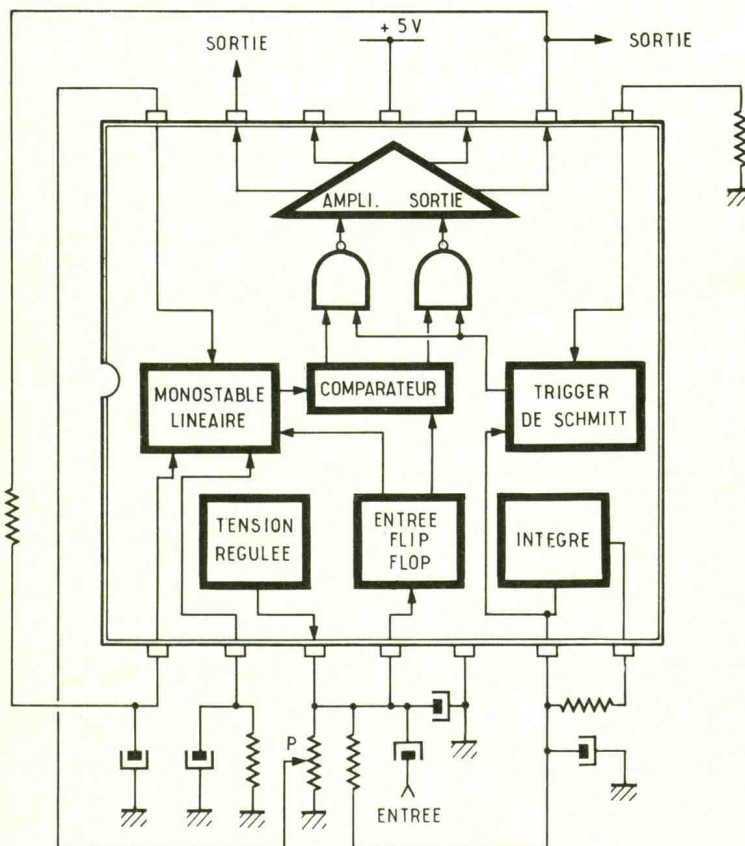 + 5V
SORTIE
SORTIE
AMPLI. SORTIE
MONOSTABLE
LINEAIRE
COMPARATEUR
TRIGGER
DE SCHMITT
TENSION
REGULEE
ENTREE
FLIP
FLOP
INTEGRE
P
ENTREE